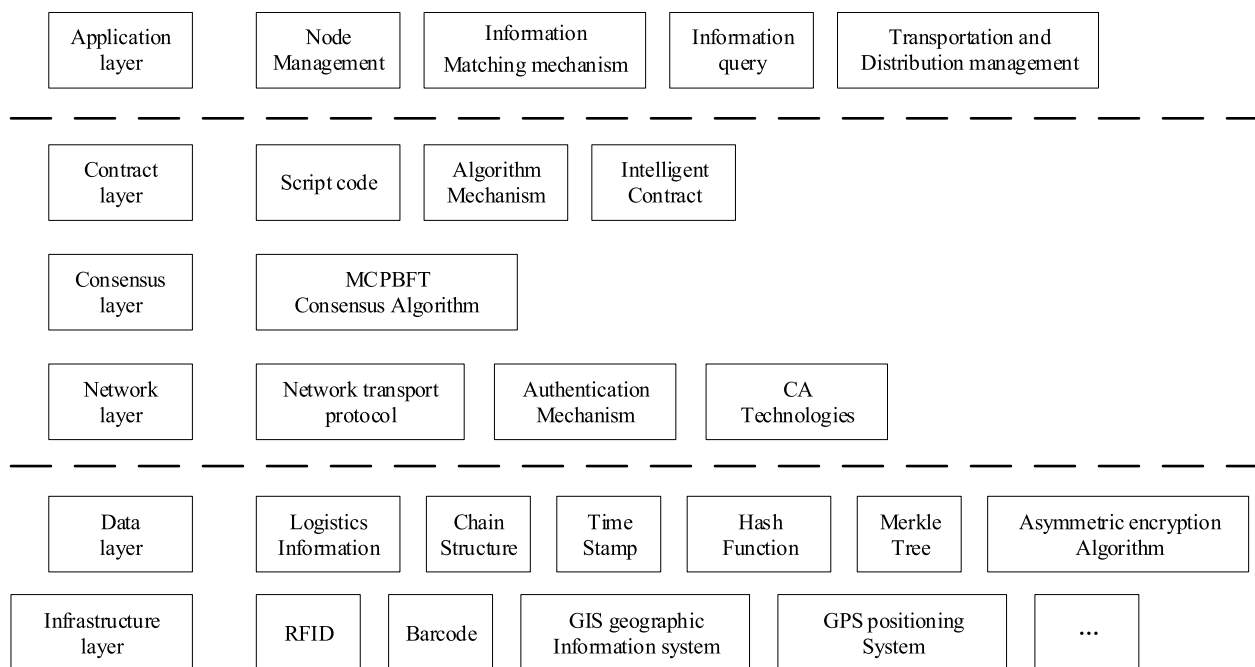 Application
layer
Node
Management
Information
Matching mechanism
Information
query
Transportation and
Distribution management
Contract
layer
Script code
Algorithm
Mechanism
Intelligent
Contract
Consensus
layer
MCPBFT
Consensus Algorithm
Network
layer
Network transport
protocol
Authentication
Mechanism
CA
Technologies
Data
layer
Logistics
Information
Chain
Structure
Time
Stamp
Hash
Function
Merkle
Tree
Asymmetric encryption
Algorithm
Infrastructure
layer
RFID
Barcode
GIS geographic
Information system
GPS positioning
System
...